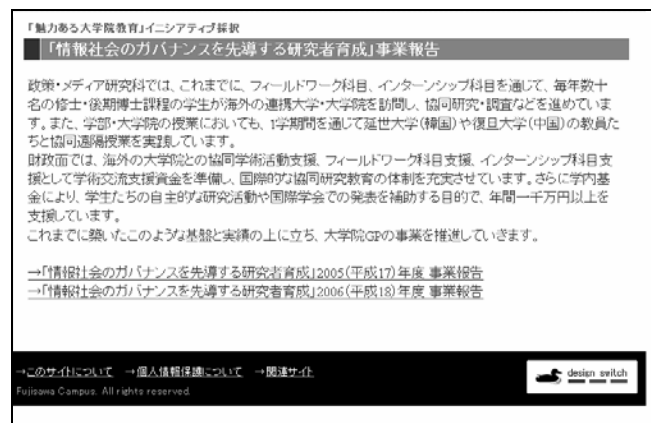 「魅力ある大学院教育」イニシアティブ採択
「情報社会のガバナンスを先導する研究者育成」事業報告
政策・メディア研究科では、これまでに、フィールドワーク科目、インターンシップ科目を通じて、毎年数十
名の修士・後期博士課程の学生が海外の連携大学・大学院を訪問し、協同研究・調査などを進めていま
す。また、学部・大学院の授業においても、1学期間を通じて延世大学(韓国)や復旦大学(中国)の教員た
ちと協同遠隔授業を実践しています。
財政面では、海外の大学院との協同学術活動支援、フィールドワーク科目支援、インターンシップ科目支
援として学術交流支援資金を準備し、国際的な協同研究教育の体制を充実させています。さらに学内基
金により、学生たちの自主的な研究活動や国際学会での発表を補助する目的で、年間一千万円以上を
支援しています。
これまでに築いたこのような基盤と実績の上に立ち、大学院GPの事業を推進していきます。
→「情報社会のガバナンスを先導する研究者育成」2005(平成17)年度 事業報告
→「情報社会のガバナンスを先導する研究者育成」2006(平成18)年度 事業報告
→このサイトについて →個人情報保護について →関連サイト
design switch
Fujisawa Campus. All rights reserved.